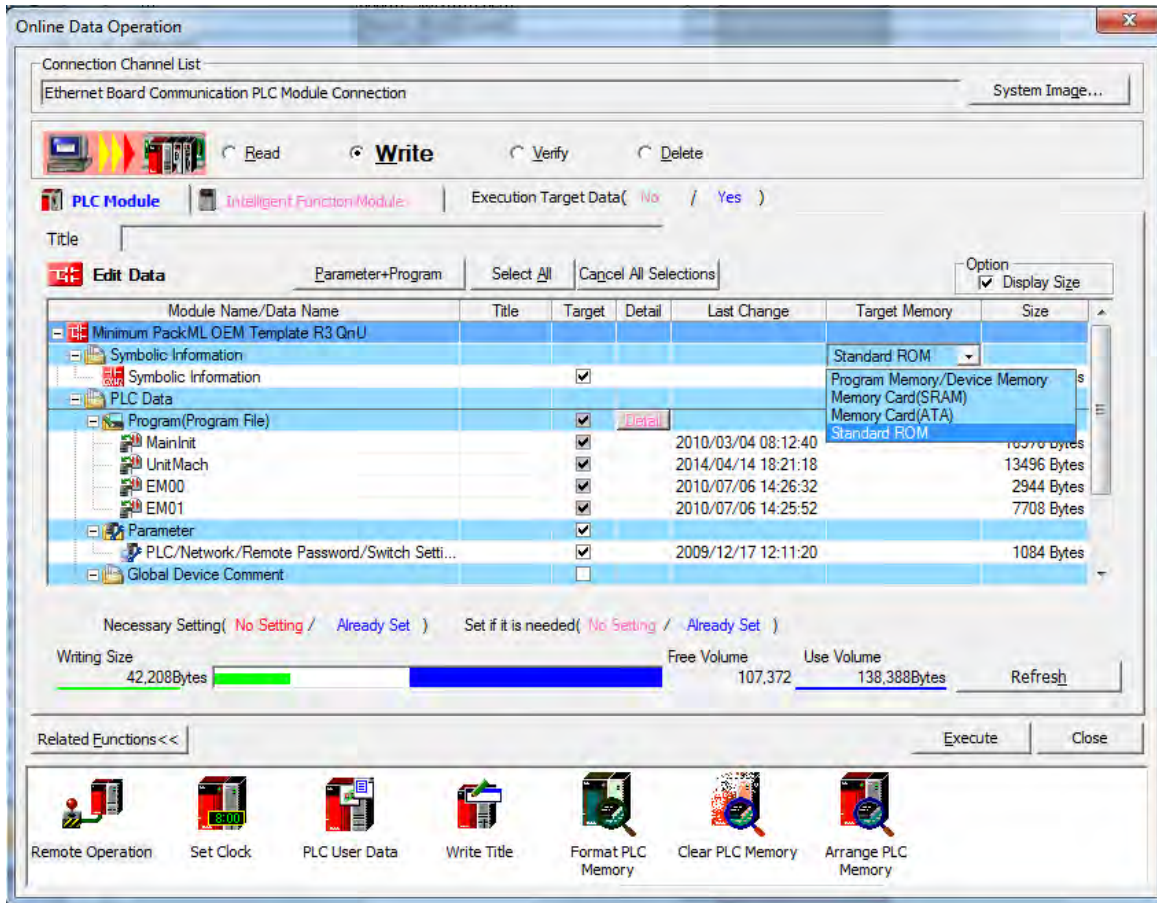 Online Data Operation
Connection Channel List
Ethernet Board Communication PLC Module Connection
System Image...
Read
Write
Verify
Delete
PLC Module
Intelligent Function Module
Execution Target Data( No / Yes )
Title
Edit Data
Parameter+Program
Select All
Cancel All Selections
Option
Display Size
Module Name/Data Name Title Target Detail Last Change Target Memory Size
Minimum PackML OEM Template R3 QnU
Symbolic Information Standard ROM
Symbolic Information
Program Memory/Device Memory
Memory Card(SRAM)
Memory Card(ATA)
Standard ROM
PLC Data
Program(Program File) Detail
MainInit 2010/03/04 08:12:40
UnitMach 2014/04/14 18:21:18 13496 Bytes
EM00 2010/07/06 14:26:32 2944 Bytes
EM01 2010/07/06 14:25:52 7708 Bytes
Parameter
PLC/Network/Remote Password/Switch Setti... 2009/12/17 12:11:20 1084 Bytes
Global Device Comment
Necessary Setting( No Setting / Already Set ) Set if it is needed( No Setting / Already Set )
Writing Size Free Volume Use Volume
42,208Bytes 107,372 138,388Bytes
Refresh
Related Functions<<
Execute
Close
8:00
Remote Operation
Set Clock
PLC User Data
Write Title
Format PLC Memory
Clear PLC Memory
Arrange PLC Memory